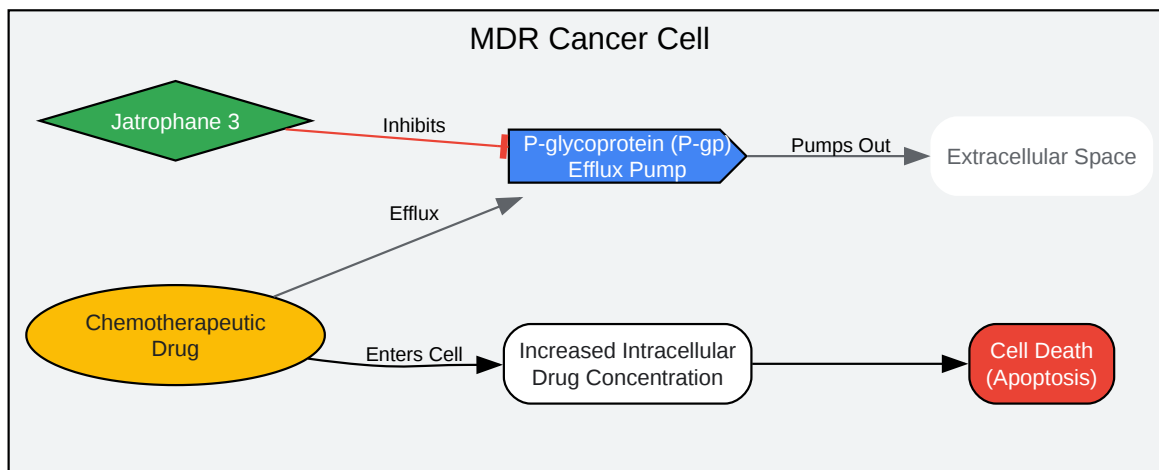 MDR Cancer Cell
Jatrophane 3
Inhibits
P-glycoprotein (P-gp)
Efflux Pump
Pumps Out
Extracellular Space
Efflux
Chemotherapeutic
Drug
Enters Cell
Increased Intracellular
Drug Concentration
Cell Death
(Apoptosis)